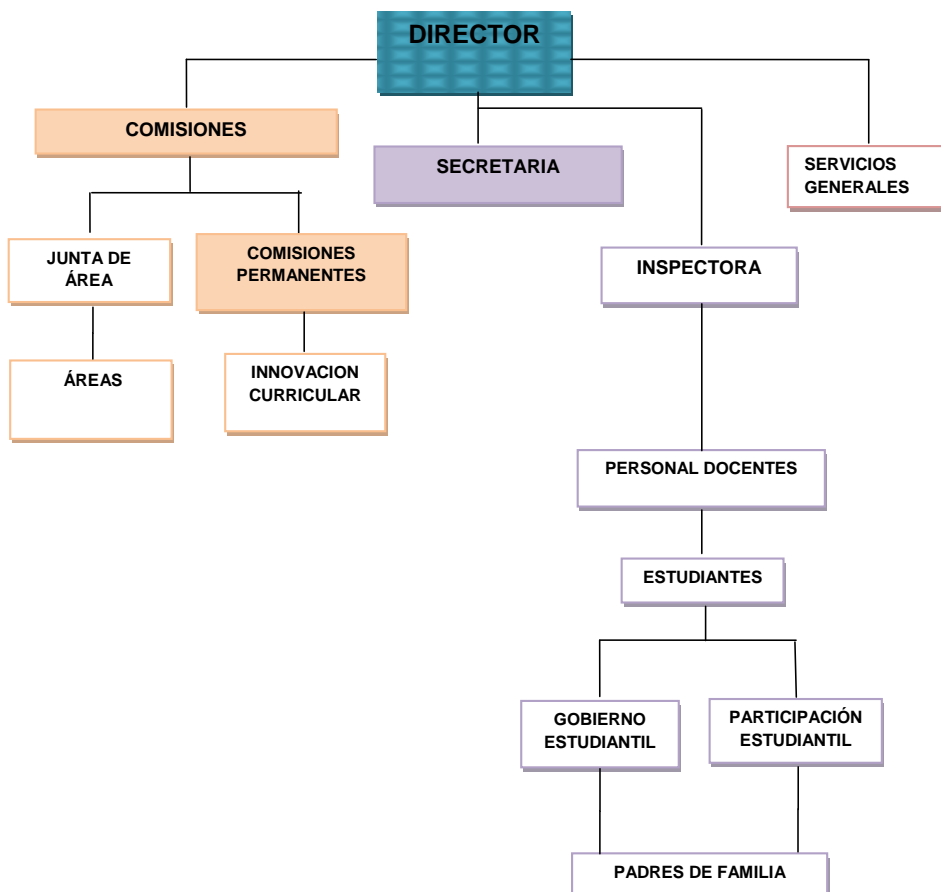 DIRECTOR
COMISIONES
SECRETARIA
SERVICIOS
GENERALES
JUNTA DE
ÁREA
COMISIONES
PERMANENTES
INSPECTORA
ÁREAS
INNOVACION
CURRICULAR
PERSONAL DOCENTES
ESTUDIANTES
GOBIERNO
ESTUDIANTIL
PARTICIPACIÓN
ESTUDIANTIL
PADRES DE FAMILIA